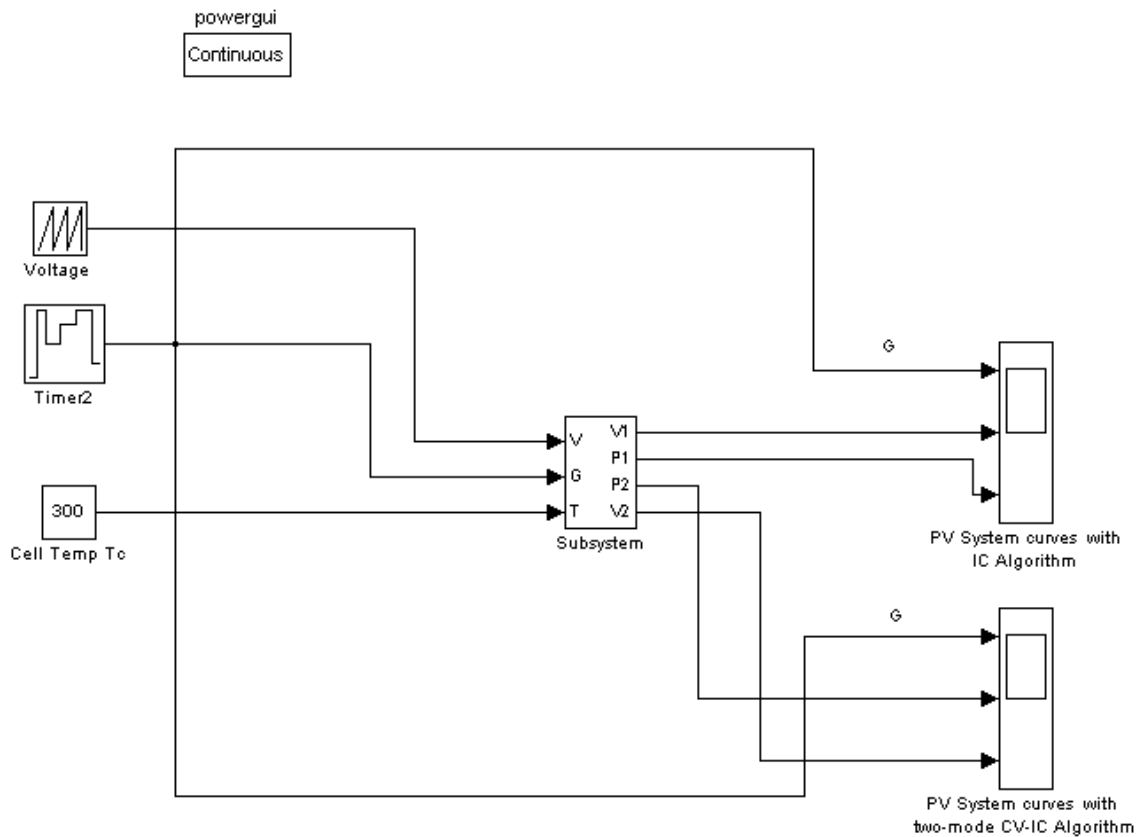 powergui
Continuous
Voltage
Timer2
300
Cell Temp Tc
V
G
T
V1
P1
P2
V2
Subsystem
G
PV System curves with
IC Algorithm
G
PV System curves with
two-mode CV-IC Algorithm